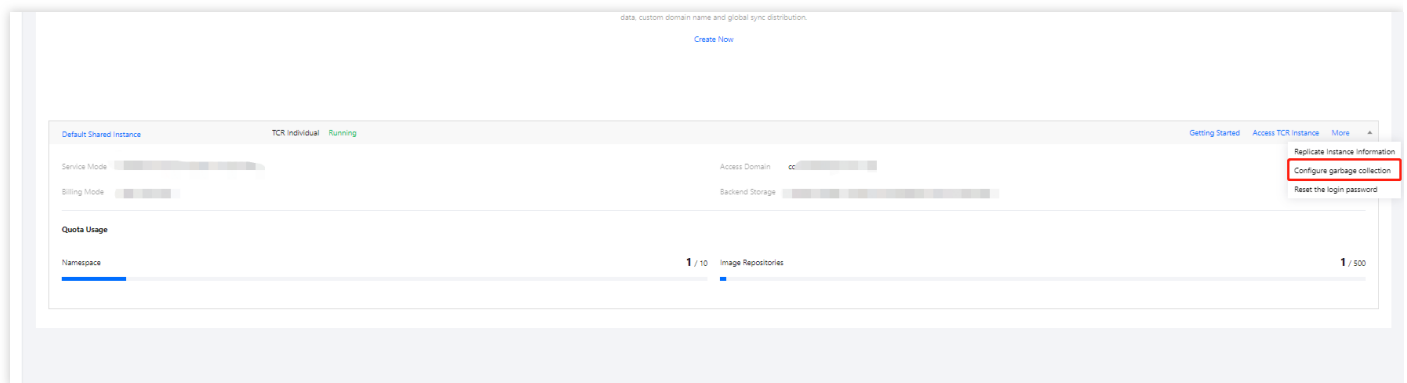 data, custom domain name and global sync distribution.
Create Now
Default Shared Instance TCR Individual Running Getting Started Access TCR Instance More
Replicate Instance Information
Service Mode Access Domain cc
Configure garbage collection
Billing Mode Backend Storage
Reset the login password
Quota Usage
Namespace 1 / 10 Image Repositories 1 / 500